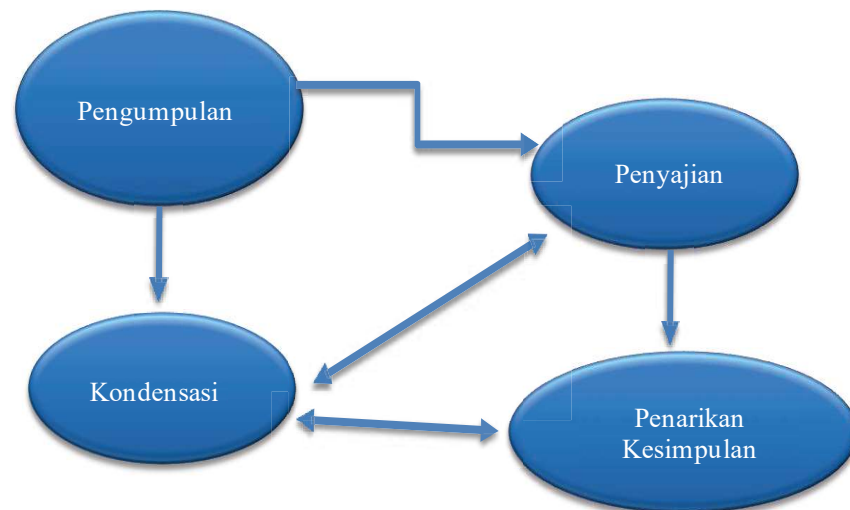 Pengumpulan
Penyajian
Kondensasi
Penarikan
Kesimpulan